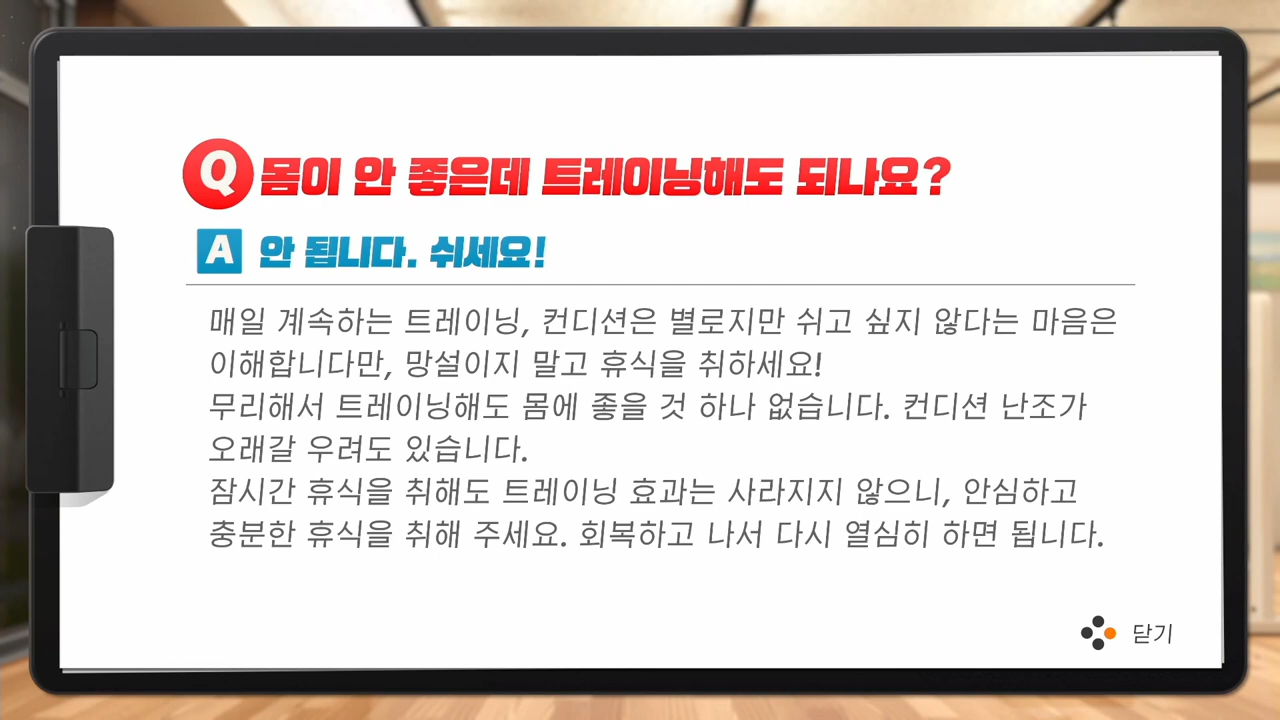 Q 몸이 안 좋은데 트레이닝해도 되나요?
A 안 됩니다. 쉬세요!
매일 계속하는 트레이닝, 컨디션은 별로지만 쉬고 싶지 않다는 마음은
이해합니다만, 망설이지 말고 휴식을 취하세요!
무리해서 트레이닝해도 몸에 좋을 것 하나 없습니다. 컨디션 난조가
오래갈 우려도 있습니다.
잠시간 휴식을 취해도 트레이닝 효과는 사라지지 않으니, 안심하고
충분한 휴식을 취해 주세요. 회복하고 나서 다시 열심히 하면 됩니다.
닫기